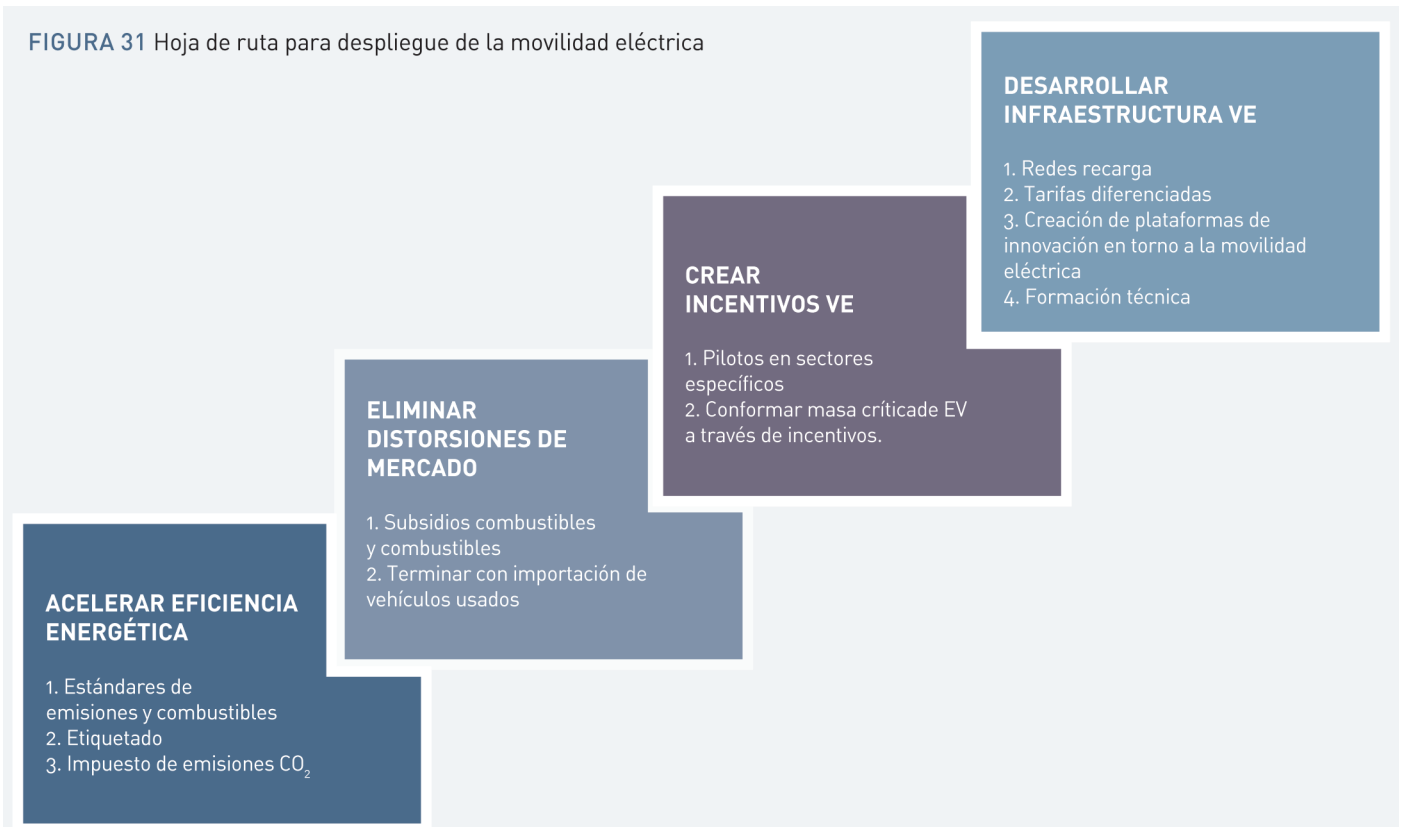 FIGURA 31 Hoja de ruta para despliegue de la movilidad eléctrica
DESARROLLAR
INFRAESTRUCTURA VE
1. Redes recarga
2. Tarifas diferenciadas
3. Creación de plataformas de
innovación en torno a la movilidad
eléctrica
4. Formación técnica
CREAR
INCENTIVOS VE
1. Pilotos en sectores
específicos
2. Conformar masa críticade EV
a través de incentivos.
ELIMINAR
DISTORSIONES DE
MERCADO
1. Subsidios combustibles
y combustibles
2. Terminar con importación de
vehículos usados
ACELERAR EFICIENCIA
ENERGÉTICA
1. Estándares de
emisiones y combustibles
2. Etiquetado
3. Impuesto de emisiones CO₂